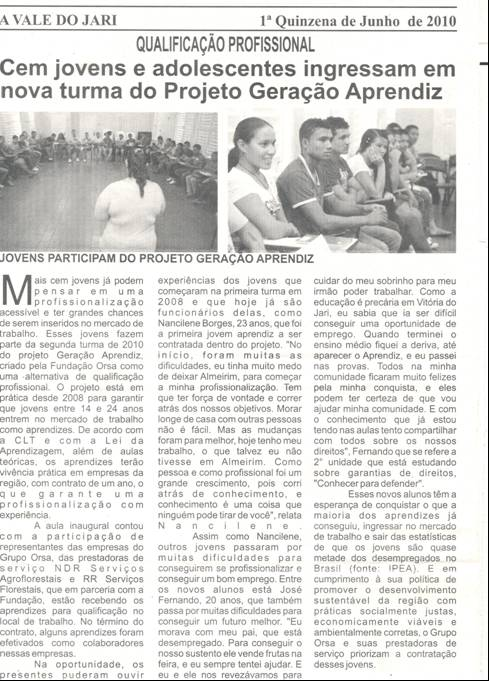 A VALE DO JARI 1ª Quinzena de Junho de 2010
QUALIFICAÇÃO PROFISSIONAL
Cem jovens e adolescentes ingressam em
nova turma do Projeto Geração Aprendiz
JOVENS PARTICIPAM DO PROJETO GERAÇÃO APRENDIZ
Mais cem jovens já podem
pensar em uma
profissionalização
acessível e ter grandes chances
de serem inseridos no mercado de
trabalho. Esses jovens fazem
parte da segunda turma de 2010
do projeto Geração Aprendiz,
criado pela Fundação Orsa como
uma alternativa de qualificação
profissional. O projeto está em
prática desde 2008 para garantir
que jovens entre 14 e 24 anos
entrem no mercado de trabalho
como aprendizes. De acordo com
a CLT e com a Lei da
Aprendizagem, além de aulas
teóricas, os aprendizes terão
vivência prática em empresas da
região, com contrato de um ano, o
que garante uma
profissionalização com
experiência.
A aula inaugural contou
com a participação de
representantes das empresas do
Grupo Orsa, das prestadoras de
serviço NDR Serviços
Agroflorestais e RR Serviços
Florestais, que em parceria com a
Fundação, estão recebendo os
aprendizes para qualificação no
local de trabalho. No término do
contrato, alguns aprendizes foram
efetivados como colaboradores
nessas empresas.
Na oportunidade, os
presentes puderam ouvir
experiências dos jovens que
começaram na primeira turma em
2008 e que hoje já são
funcionários delas, como
Nancilene Borges, 23 anos, que foi
a primeira jovem aprendiz a ser
contratada dentro do projeto. "No
início, foram muitas as
dificuldades, eu tinha muito medo
de deixar Almeirim, para começar
a minha profissionalização. Tem
que ter força de vontade e correr
atrás dos nossos objetivos. Morar
longe de casa com outras pessoas
não é fácil. Mas as mudanças
foram para melhor, hoje tenho meu
trabalho, o que talvez eu não
tivesse em Almeirim. Como
pessoa e como profissional foi um
grande crescimento, pois corri
atrás de conhecimento, e
conhecimento é uma coisa que
ninguém pode tirar de você", relata
Nancilene.
Assim como Nancilene,
outros jovens passaram por
muitas dificuldades para
conseguirem se profissionalizar e
conseguir um bom emprego. Entre
os novos alunos está José
Fernando, 20 anos, que também
passa por muitas dificuldades para
conseguir um futuro melhor. "Eu
morava com meu pai, que está
desempregado. Para conseguir o
nosso sustento ele vende frutas na
feira, e eu sempre tentei ajudar. E
eu e ele nos revezávamos para
cuidar do meu sobrinho para meu
irmão poder trabalhar. Como a
educação é precária em Vitória do
Jari, eu sabia que ia ser difícil
conseguir uma oportunidade de
emprego. Quando terminei o
ensino médio fiquei a deriva, até
aparecer o Aprendiz, e eu passei
nas provas. Todos na minha
comunidade ficaram muito felizes
pela minha conquista, e eles
podem ter certeza de que vou
ajudar minha comunidade. E com
o conhecimento que já estou
tendo nas aulas tento compartilhar
com todos sobre os nossos
direitos", Fernando que se refere a
2° unidade que está estudando
sobre garantias de direitos,
"Conhecer para defender".
Esses novos alunos têm a
esperança de conquistar o que a
maioria dos aprendizes já
conseguiu, ingressar no mercado
de trabalho e sair das estatísticas
de que os jovens são quase
metade dos desempregados no
Brasil (fonte: IPEA). E em
cumprimento à sua política de
promover o desenvolvimento
sustentável da região com
práticas socialmente justas,
economicamente viáveis e
ambientalmente corretas, o Grupo
Orsa e suas prestadoras de
serviço priorizam a contratação
desses jovens.